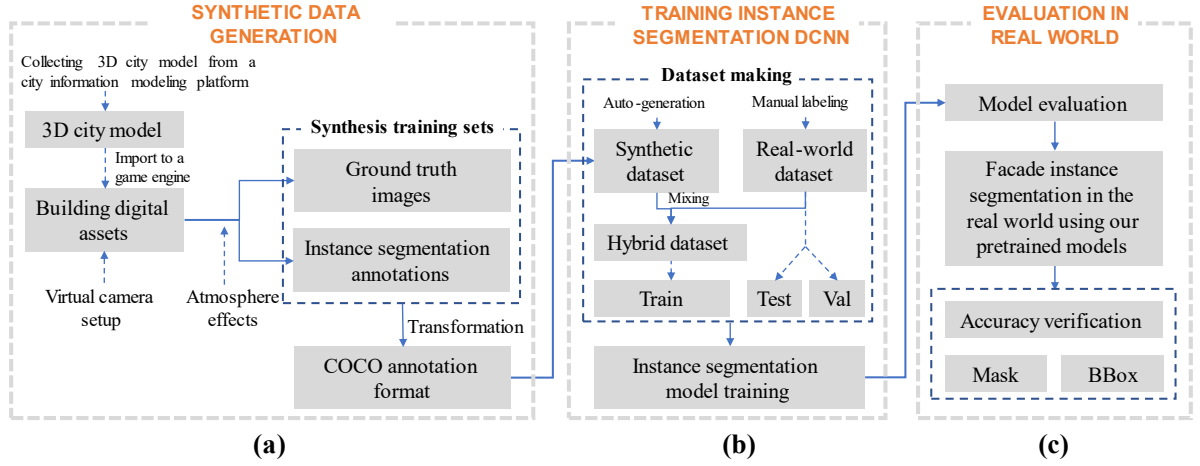 SYNTHETIC DATA
GENERATION
Collecting 3D city model from a
city information modeling platform
3D city model
Import to a
game engine
Building digital
assets
Virtual camera
setup
Atmosphere
effects
Synthesis training sets
Ground truth
images
Instance segmentation
annotations
Transformation
COCO annotation
format
(a)
TRAINING INSTANCE
SEGMENTATION DCNN
Dataset making
Auto-generation
Manual labeling
Synthetic
dataset
Real-world
dataset
Mixing
Hybrid dataset
Train
Test
Val
Instance segmentation
model training
(b)
EVALUATION IN
REAL WORLD
Model evaluation
Facade instance
segmentation in the
real world using our
pretrained models
Accuracy verification
Mask
BBox
(c)